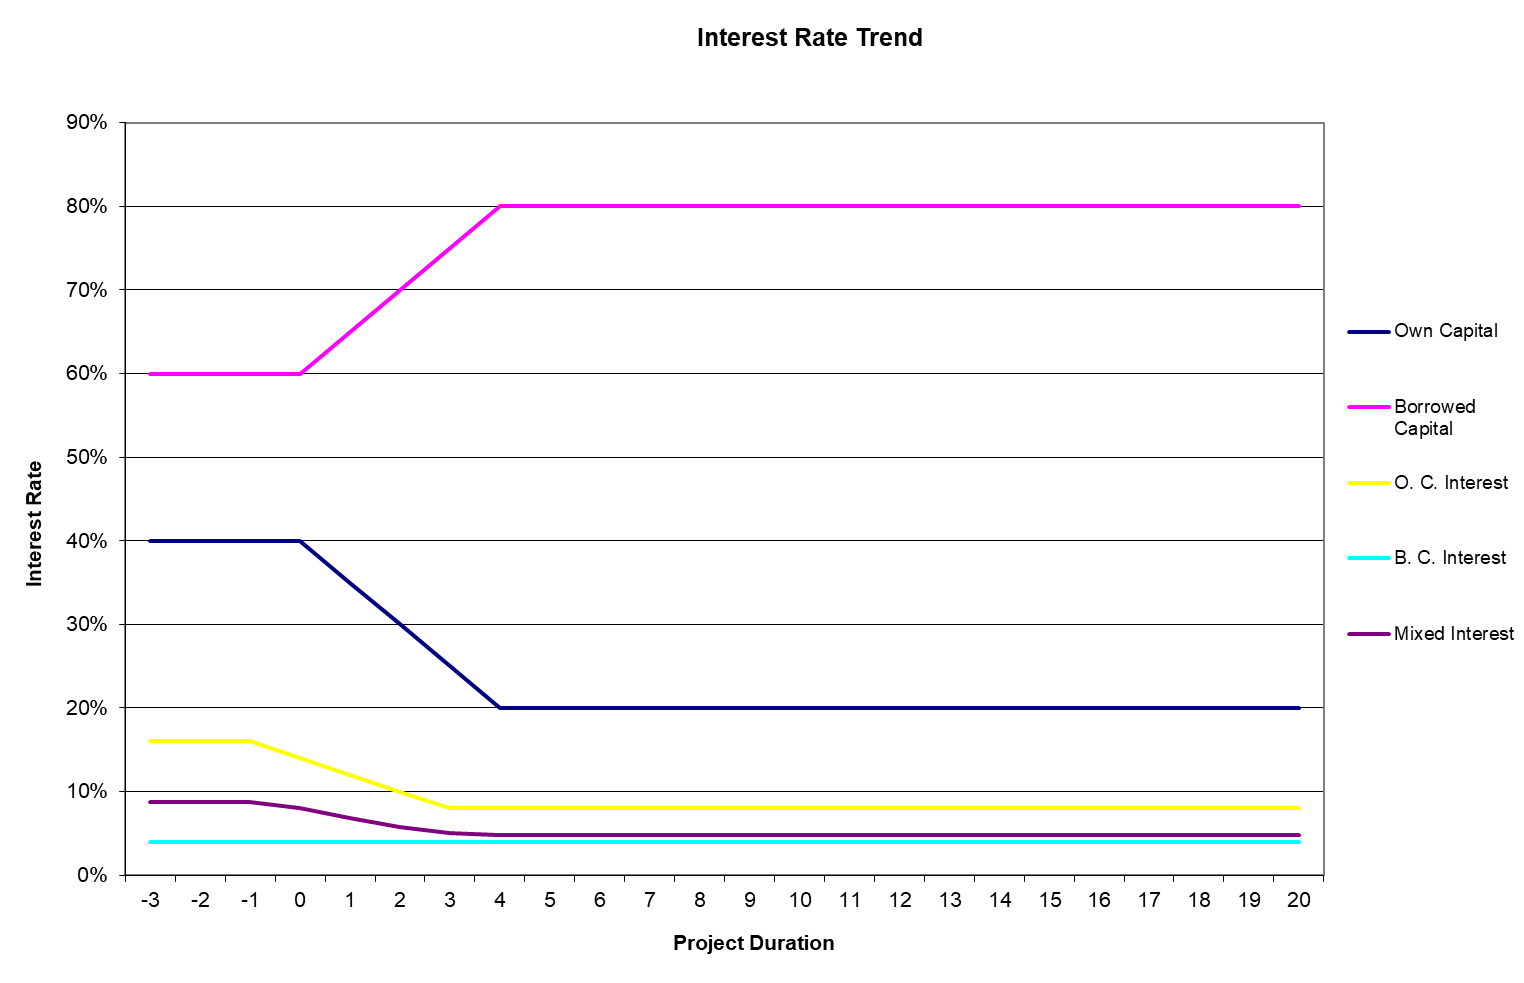 Interest Rate Trend
90%
80%
70%
60%
50%
40%
30%
20%
10%
0%
Interest Rate
-3 -2 -1 0 1 2 3 4 5 6 7 8 9 10 11 12 13 14 15 16 17 18 19 20
Project Duration
Own Capital
Borrowed
Capital
O. C. Interest
B. C. Interest
Mixed Interest